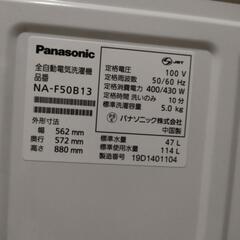 Panasonic
全自動電気洗濯機
品番
NA-F50B13
外形寸法
幅 562 mm
奥行 572 mm
高さ 880 mm
JET
定格電圧 100 V
定格周波数 50/60 Hz
定格消費電力 400/430 W
定格時間 洗いのみ 10分
標準洗濯容量 5.0 kg
パナソニック株式会社
中国製
標準水量 47 L
標準使用水量 114 L
製造番号 19D1401104